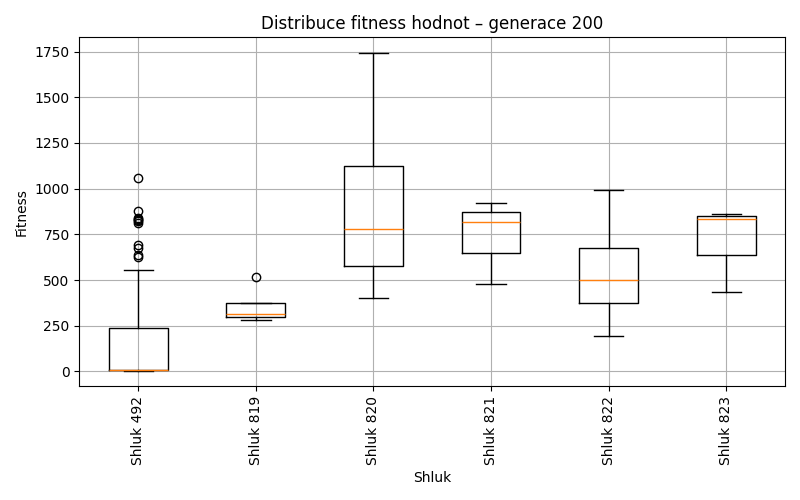 Distribuce fitness hodnot – generace 200
Fitness
1750
1500
1250
1000
750
500
250
0
Shluk 492
Shluk 819
Shluk 820
Shluk 821
Shluk 822
Shluk 823
Shluk